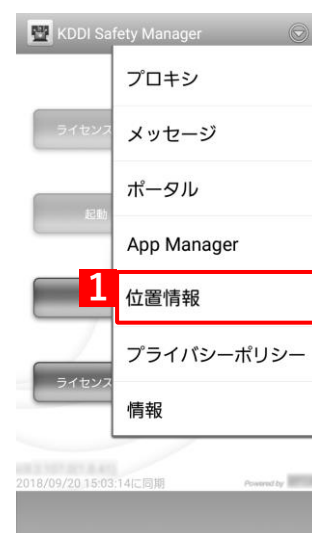 KDDI Safety Manager
プロキシ
ライセンス
メッセージ
ポータル
起動
App Manager
1
位置情報
プライバシーポリシー
ライセンス
情報
2018/09/20 15:03:14に同期
Powered by